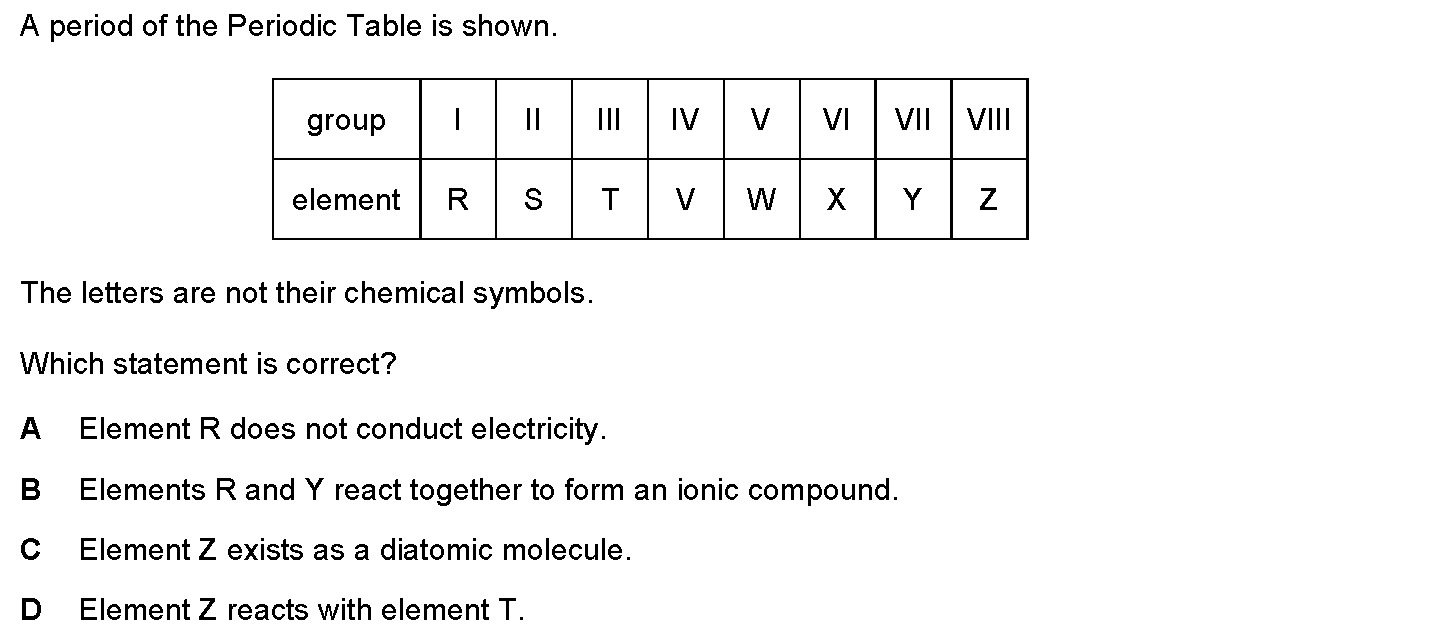 A period of the Periodic Table is shown.
group I II III IV V VI VII VIII
element R S T V W X Y Z
The letters are not their chemical symbols.
Which statement is correct?
A Element R does not conduct electricity.
B Elements R and Y react together to form an ionic compound.
C Element Z exists as a diatomic molecule.
D Element Z reacts with element T.